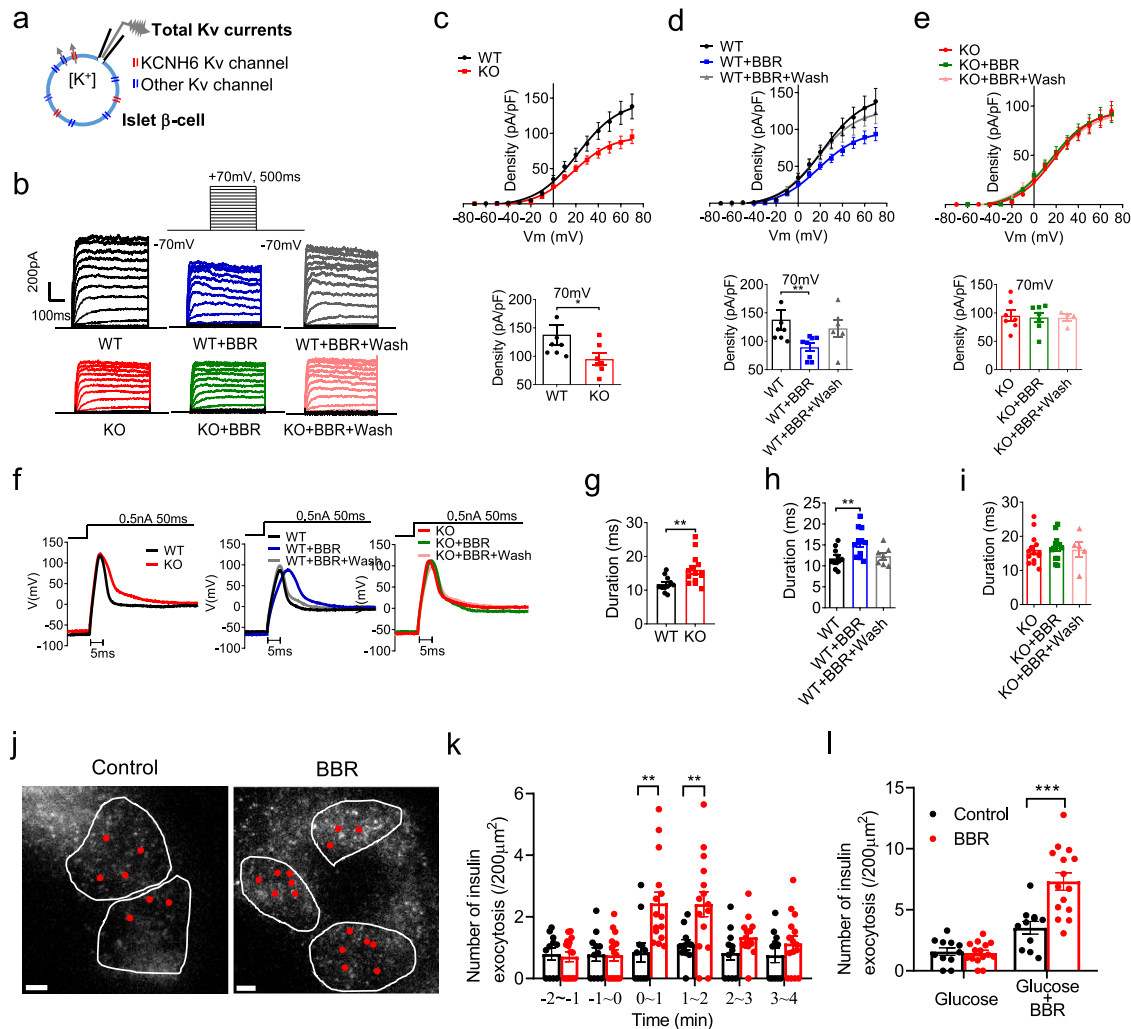 a
Total Kv currents
[K⁺]
KCNH6 Kv channel
Other Kv channel
Islet β-cell
b
+70mV, 500ms
-70mV
-70mV
200pA
100ms
WT
WT+BBR
WT+BBR+Wash
KO
KO+BBR
KO+BBR+Wash
c
WT
KO
Density (pA/pF)
150
100
50
-80 -60 -40 -20 0 20 40 60 80
Vm (mV)
70mV
*
Density (pA/pF)
200
150
100
50
WT
KO
d
WT
WT+BBR
WT+BBR+Wash
Density (pA/pF)
150
100
50
-80 -60 -40 -20 0 20 40 60 80
Vm (mV)
70mV
**
Density (pA/pF)
200
150
100
50
WT
WT+BBR
WT+BBR+Wash
e
KO
KO+BBR
KO+BBR+Wash
Density (pA/pF)
150
100
50
-80 -60 -40 -20 0 20 40 60 80
Vm (mV)
70mV
Density (pA/pF)
200
150
100
50
0
KO
KO+BBR
KO+BBR+Wash
f
0.5nA 50ms
WT
KO
V(mV)
150
100
50
0
-50
-100
5ms
0.5nA 50ms
WT
WT+BBR
WT+BBR+Wash
V(mV)
150
100
50
0
-50
-100
5ms
0.5nA 50ms
KO
KO+BBR
KO+BBR+Wash
V(mV)
150
100
50
0
-50
-100
5ms
g
**
Duration (ms)
30
20
10
0
WT
KO
h
**
Duration (ms)
25
20
15
10
5
0
WT
WT+BBR
WT+BBR+Wash
i
Duration (ms)
30
20
10
0
KO
KO+BBR
KO+BBR+Wash
j
Control
BBR
k
Number of insulin
exocytosis (/200μm²)
6
4
2
0
**
**
-2~-1
-1~0
0~1
1~2
2~3
3~4
Time (min)
l
Control
BBR
***
Number of insulin
exocytosis (/200μm²)
15
10
5
0
Glucose
Glucose
+
BBR